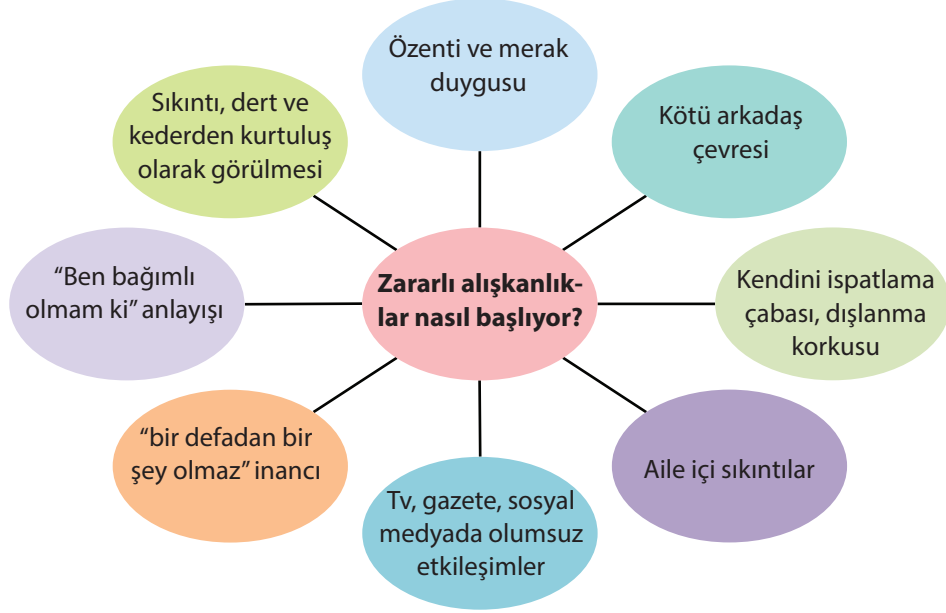 Özenti ve merak
duygusu
Sıkıntı, dert ve
kederden kurtuluş
olarak görülmesi
Kötü arkadaş
çevresi
“Ben bağımlı
olmam ki” anlayışı
Zararlı alışkanlık-
lar nasıl başlıyor?
Kendini ispatlama
çabası, dışlanma
korkusu
“bir defadan bir
şey olmaz” inancı
Aile içi sıkıntılar
Tv, gazete, sosyal
medyada olumsuz
etkileşimler